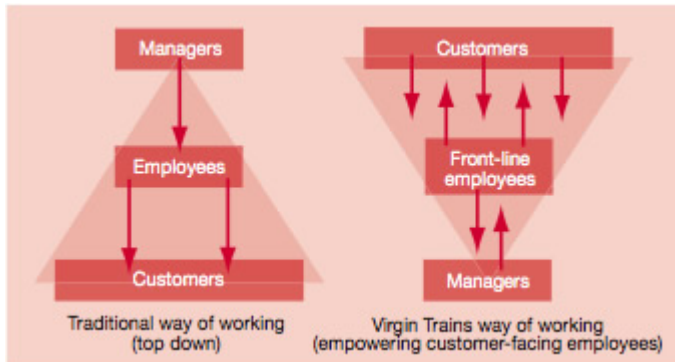 Managers
Employees
Customers
Traditional way of working
(top down)
Customers
Front-line
employees
Managers
Virgin Trains way of working
(empowering customer-facing employees)